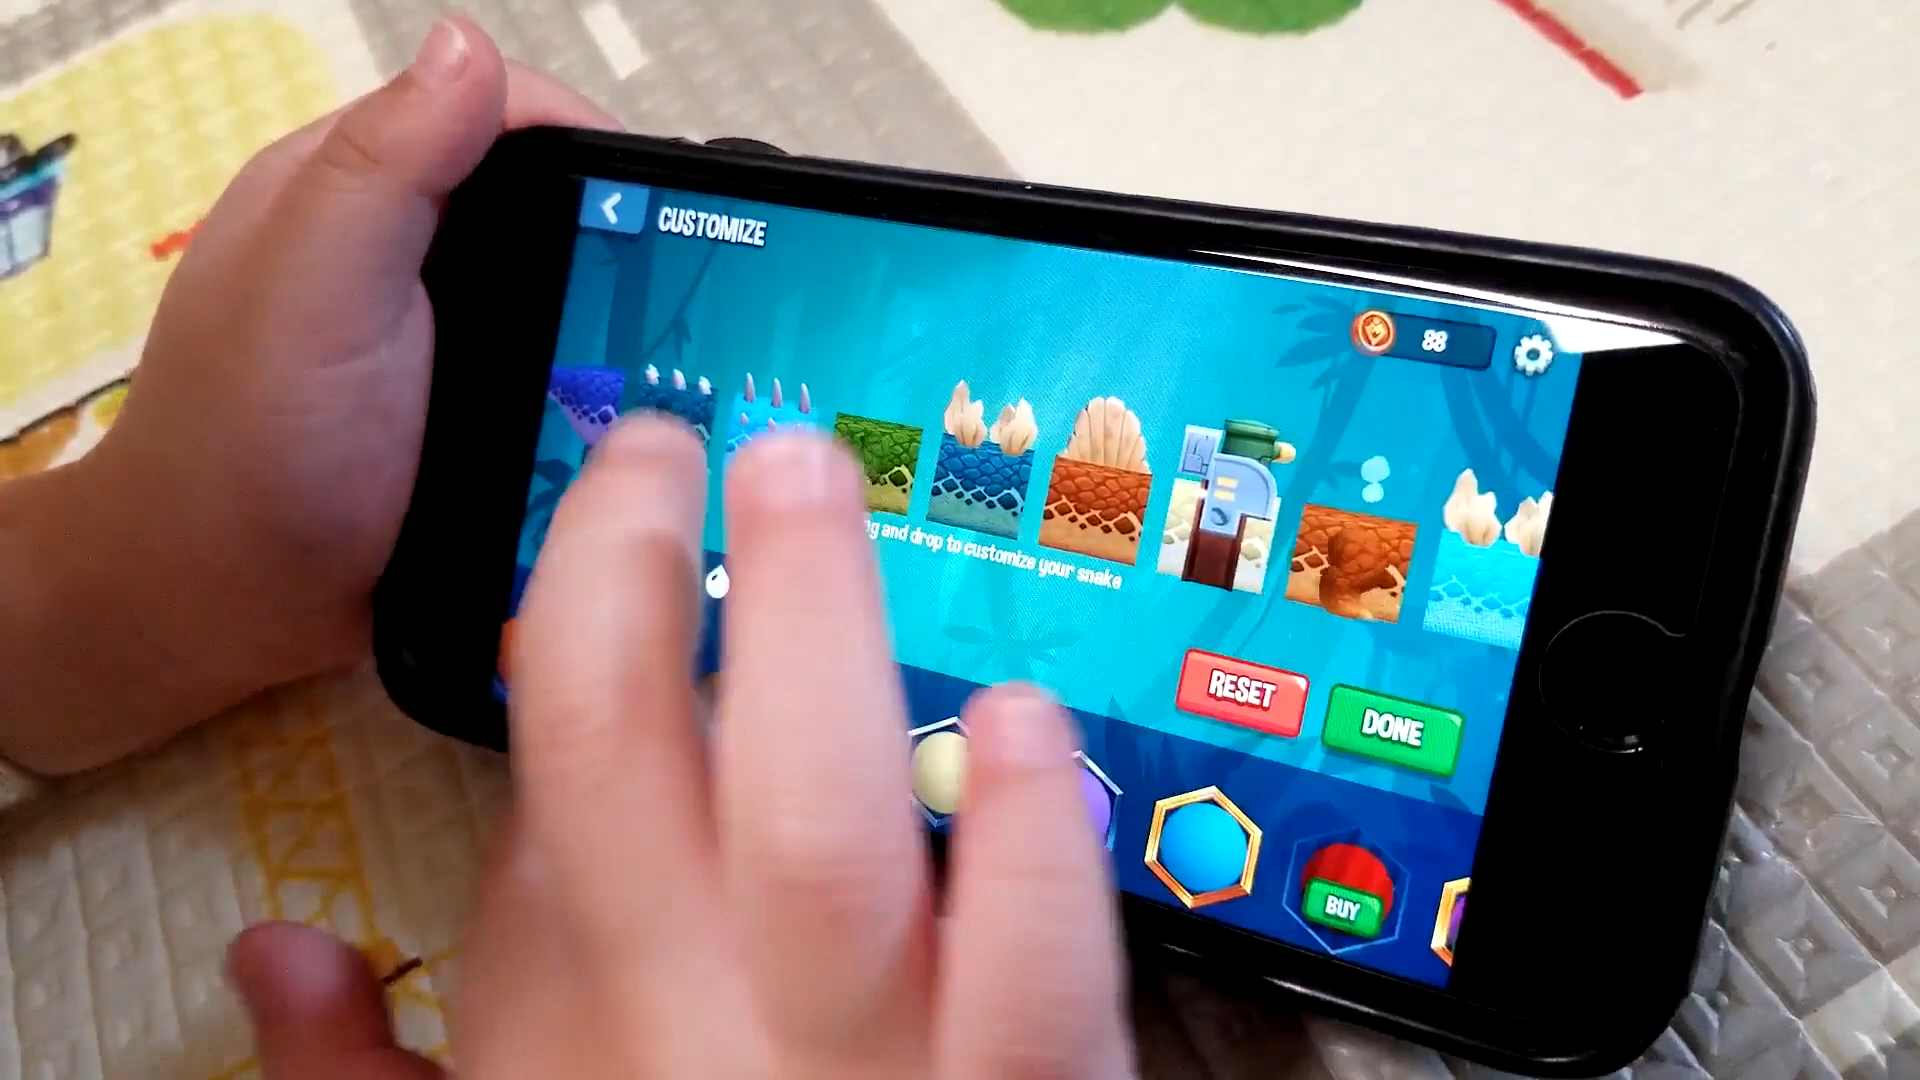 CUSTOMIZE
88
and drop to customize your snake
RESET
DONE
BUY